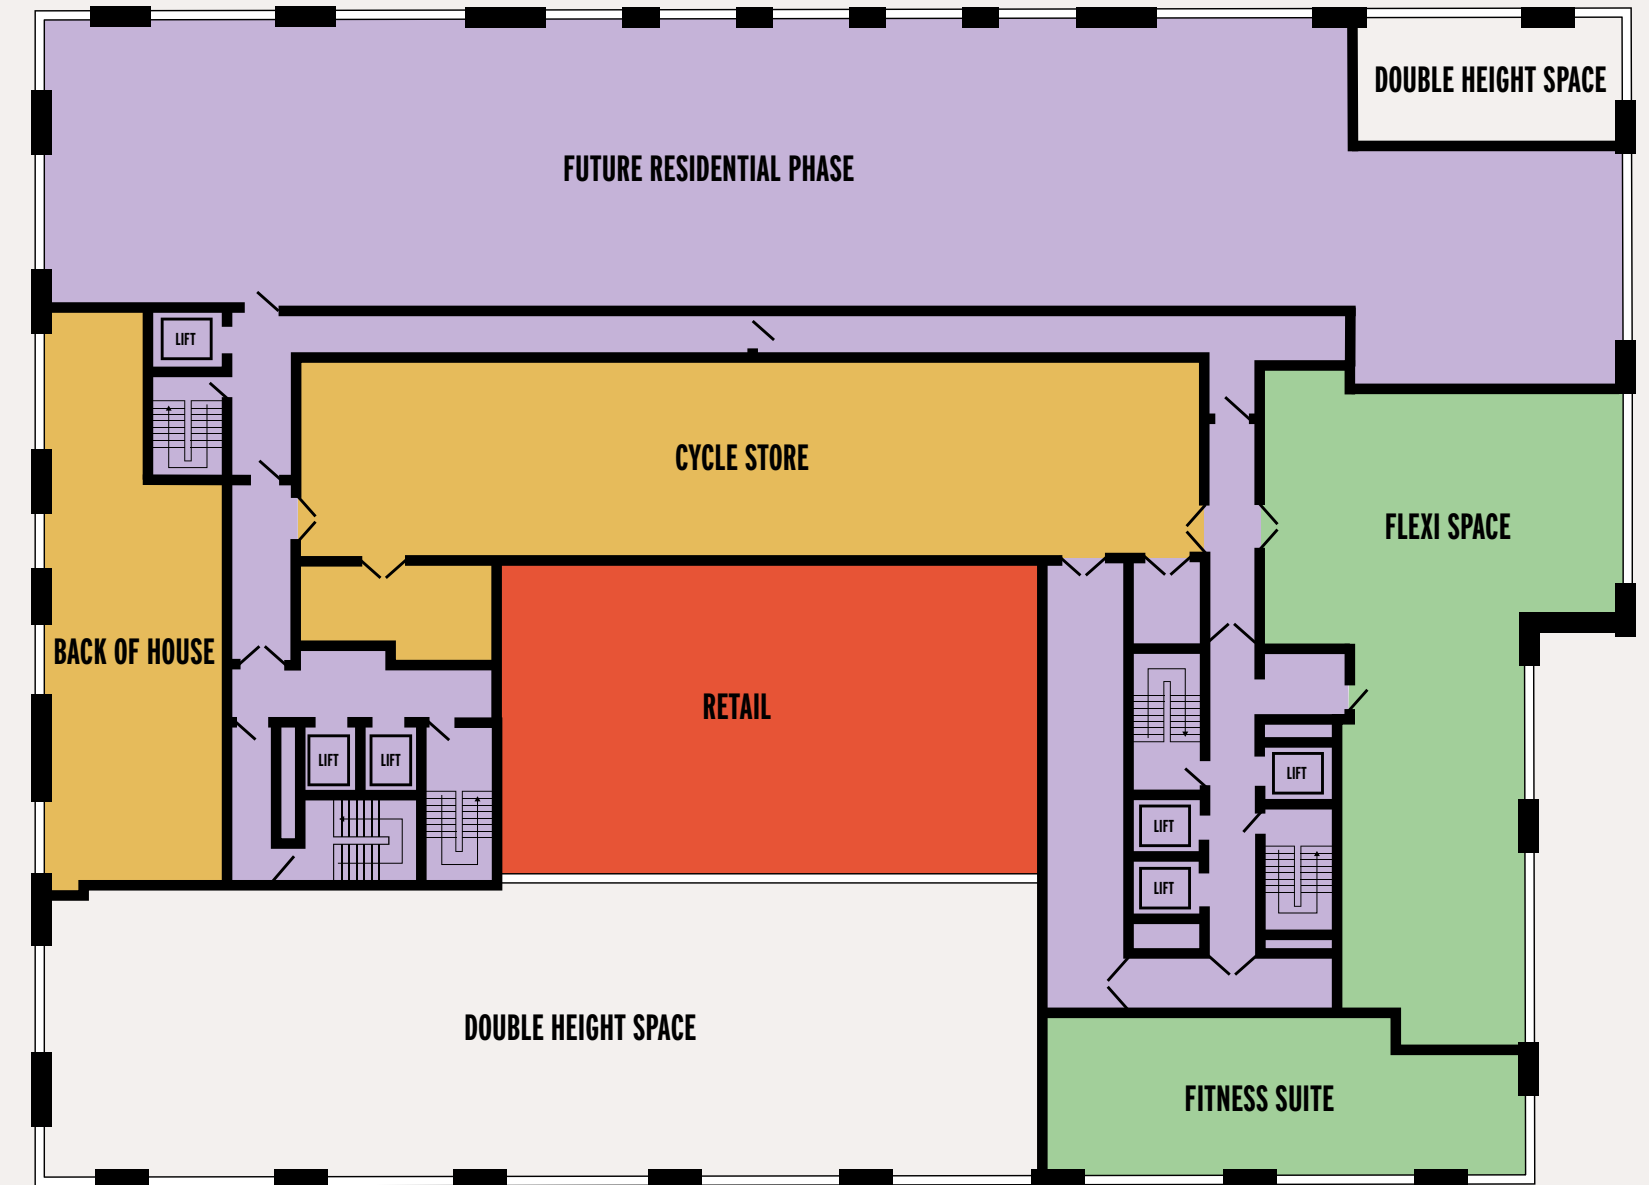 DOUBLE HEIGHT SPACE
FUTURE RESIDENTIAL PHASE
LIFT
CYCLE STORE
FLEXI SPACE
BACK OF HOUSE
RETAIL
LIFT
LIFT
LIFT
LIFT
LIFT
DOUBLE HEIGHT SPACE
FITNESS SUITE